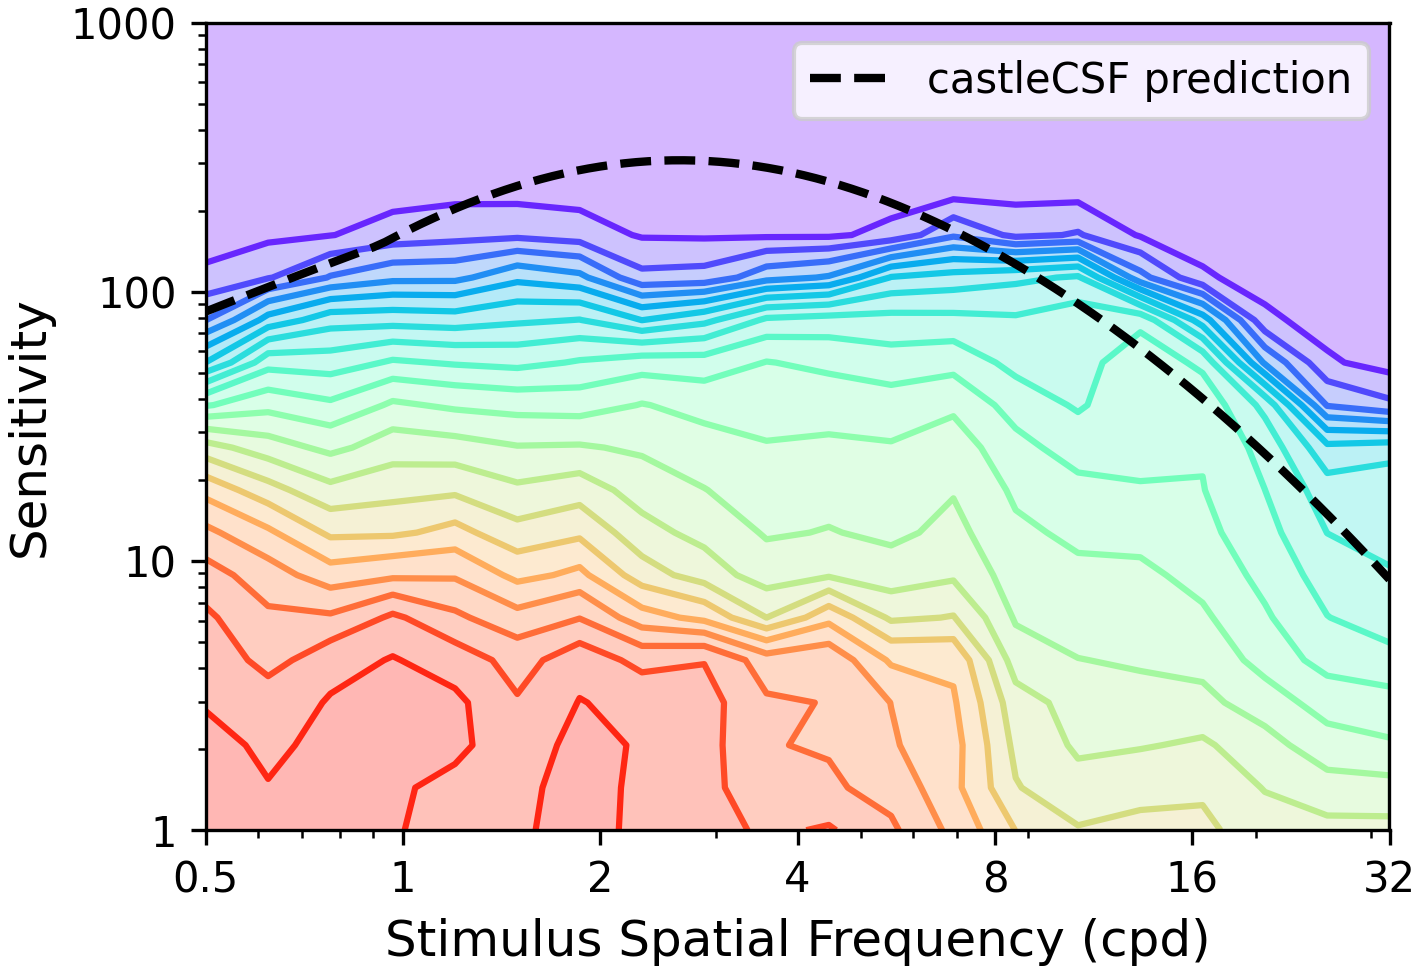 1000
castleCSF prediction
100
Sensitivity
10
1
0.5 1 2 4 8 16 32
Stimulus Spatial Frequency (cpd)